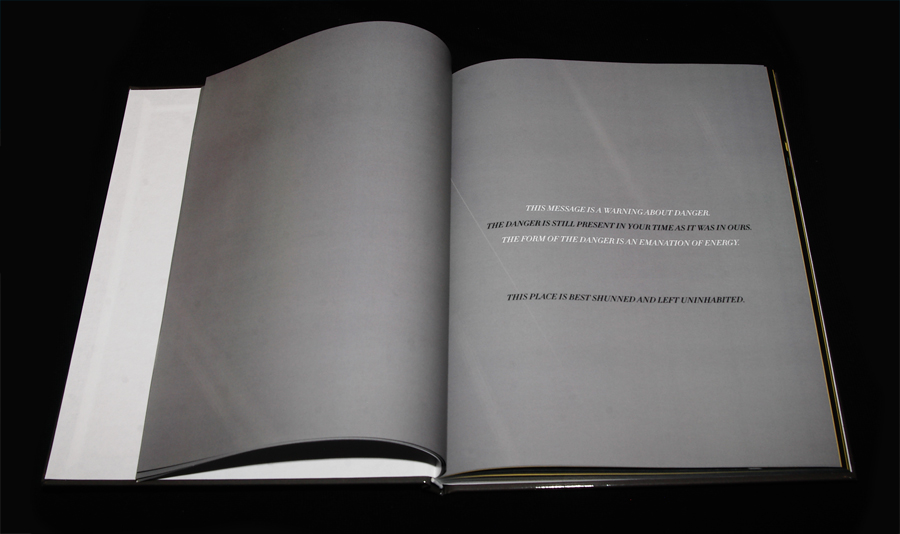 THIS MESSAGE IS A WARNING ABOUT DANGER.
THE DANGER IS STILL PRESENT IN YOUR TIME AS IT WAS IN OURS.
THE FORM OF THE DANGER IS AN EMANATION OF ENERGY.
THIS PLACE IS BEST SHUNNED AND LEFT UNINHABITED.